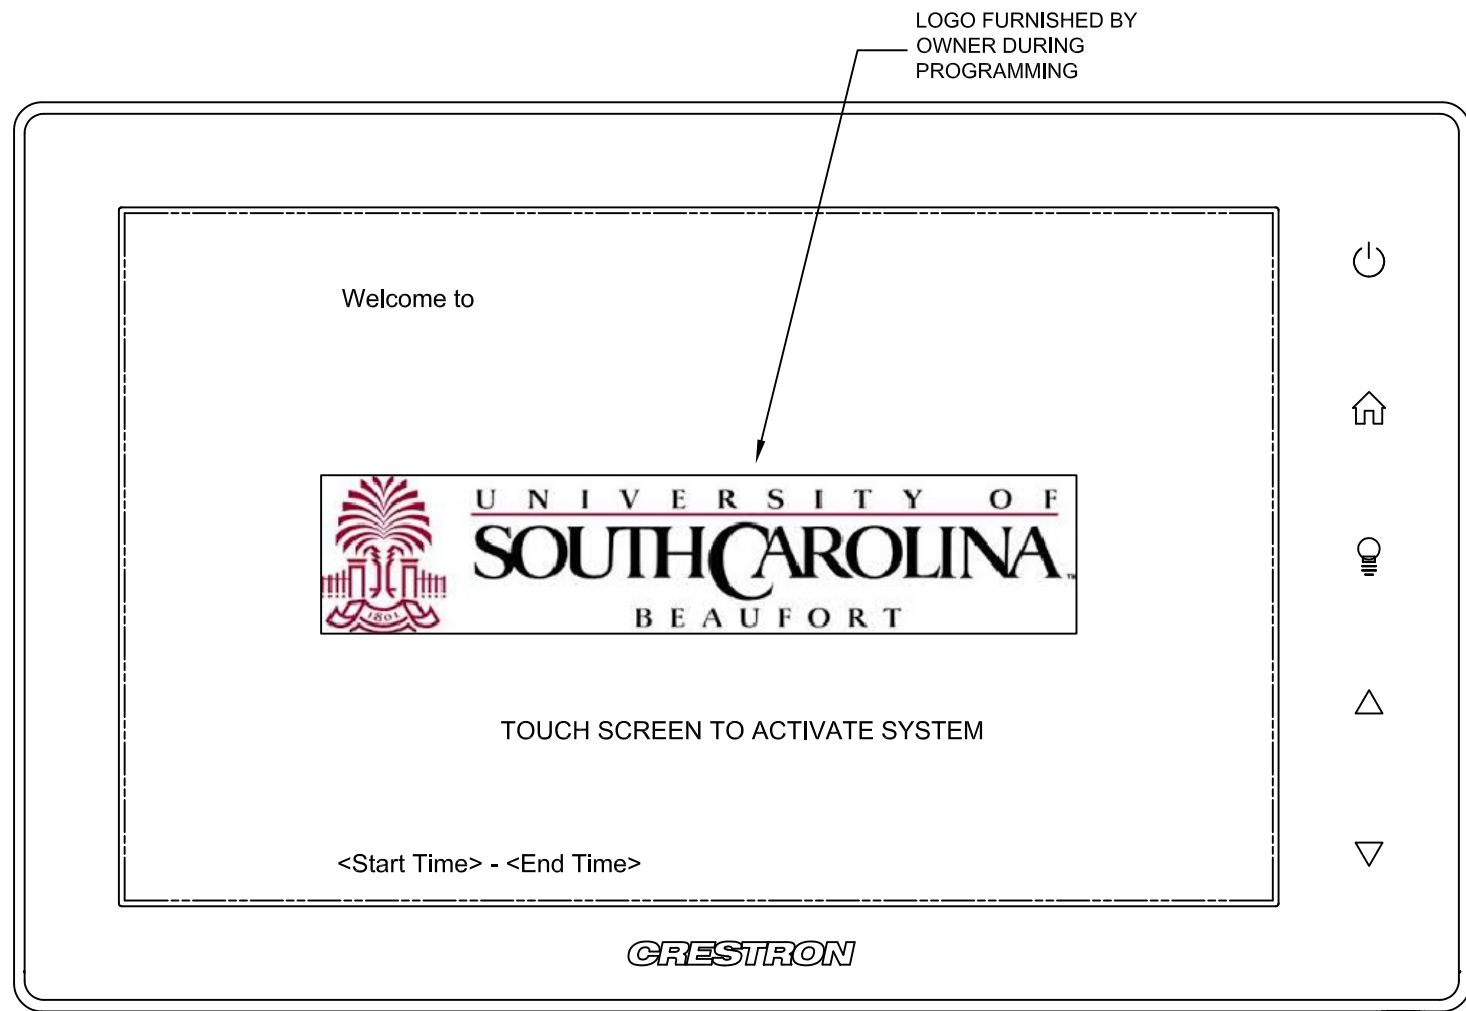 LOGO FURNISHED BY
OWNER DURING
PROGRAMMING
Welcome to
UNIVERSITY OF
SOUTH CAROLINA
BEAUFORT
1801
TOUCH SCREEN TO ACTIVATE SYSTEM
<Start Time> - <End Time>
CRESTRON